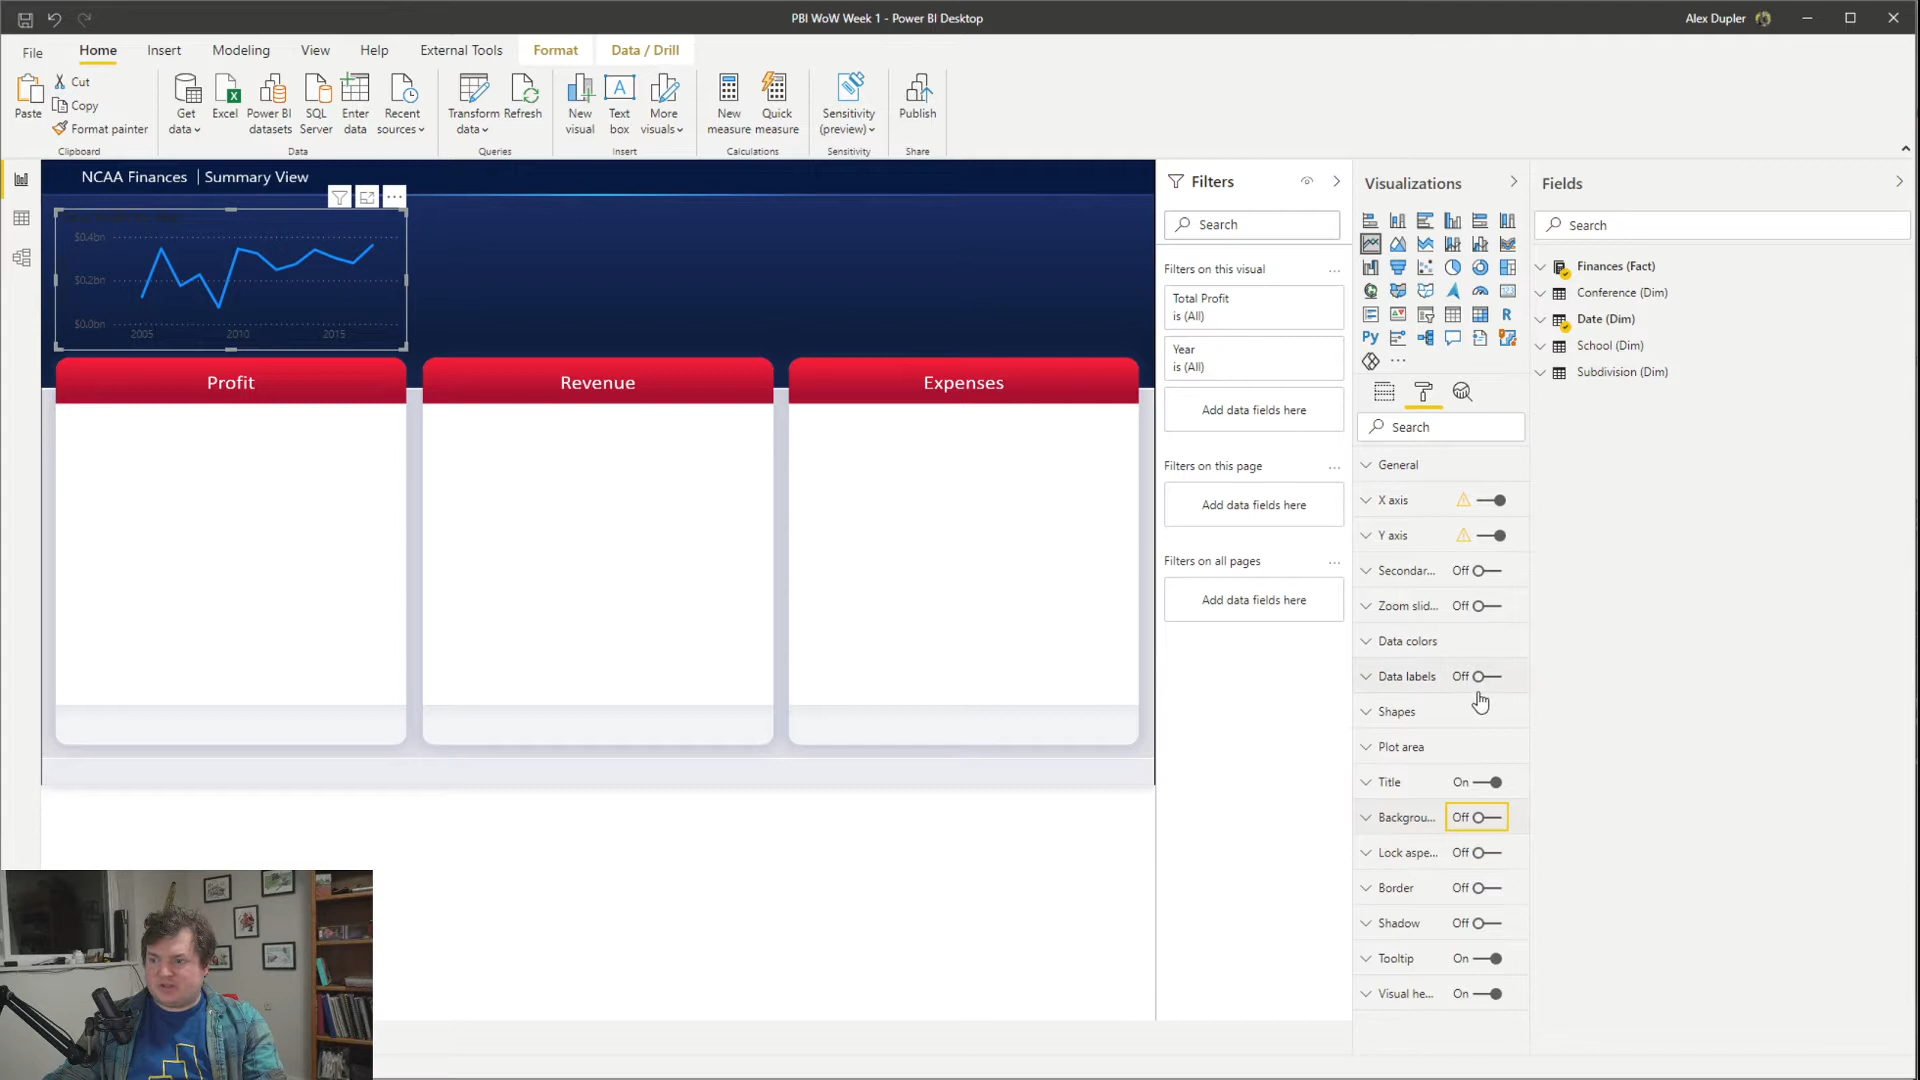 PBI WoW Week 1 - Power BI Desktop
Alex Dupler
File
Home
Insert
Modeling
View
Help
External Tools
Format
Data / Drill
Paste
Cut
Copy
Format painter
Clipboard
Get data
Excel
Power BI datasets
SQL Server
Enter data
Recent sources
Data
Transform data
Refresh
Queries
New visual
Text box
More visuals
Insert
New measure
Quick measure
Calculations
Sensitivity (preview)
Sensitivity
Publish
Share
NCAA Finances | Summary View
$0.4bn
$0.2bn
$0.0bn
2005
2010
2015
Profit
Revenue
Expenses
Filters
Search
Filters on this visual
Total Profit
is (All)
Year
is (All)
Add data fields here
Filters on this page
Add data fields here
Filters on all pages
Add data fields here
Visualizations
R
Py
Search
General
X axis
Y axis
Secondar... Off
Zoom slid... Off
Data colors
Data labels Off
Shapes
Plot area
Title On
Backgrou... Off
Lock aspe... Off
Border Off
Shadow Off
Tooltip On
Visual he... On
Fields
Search
Finances (Fact)
Conference (Dim)
Date (Dim)
School (Dim)
Subdivision (Dim)